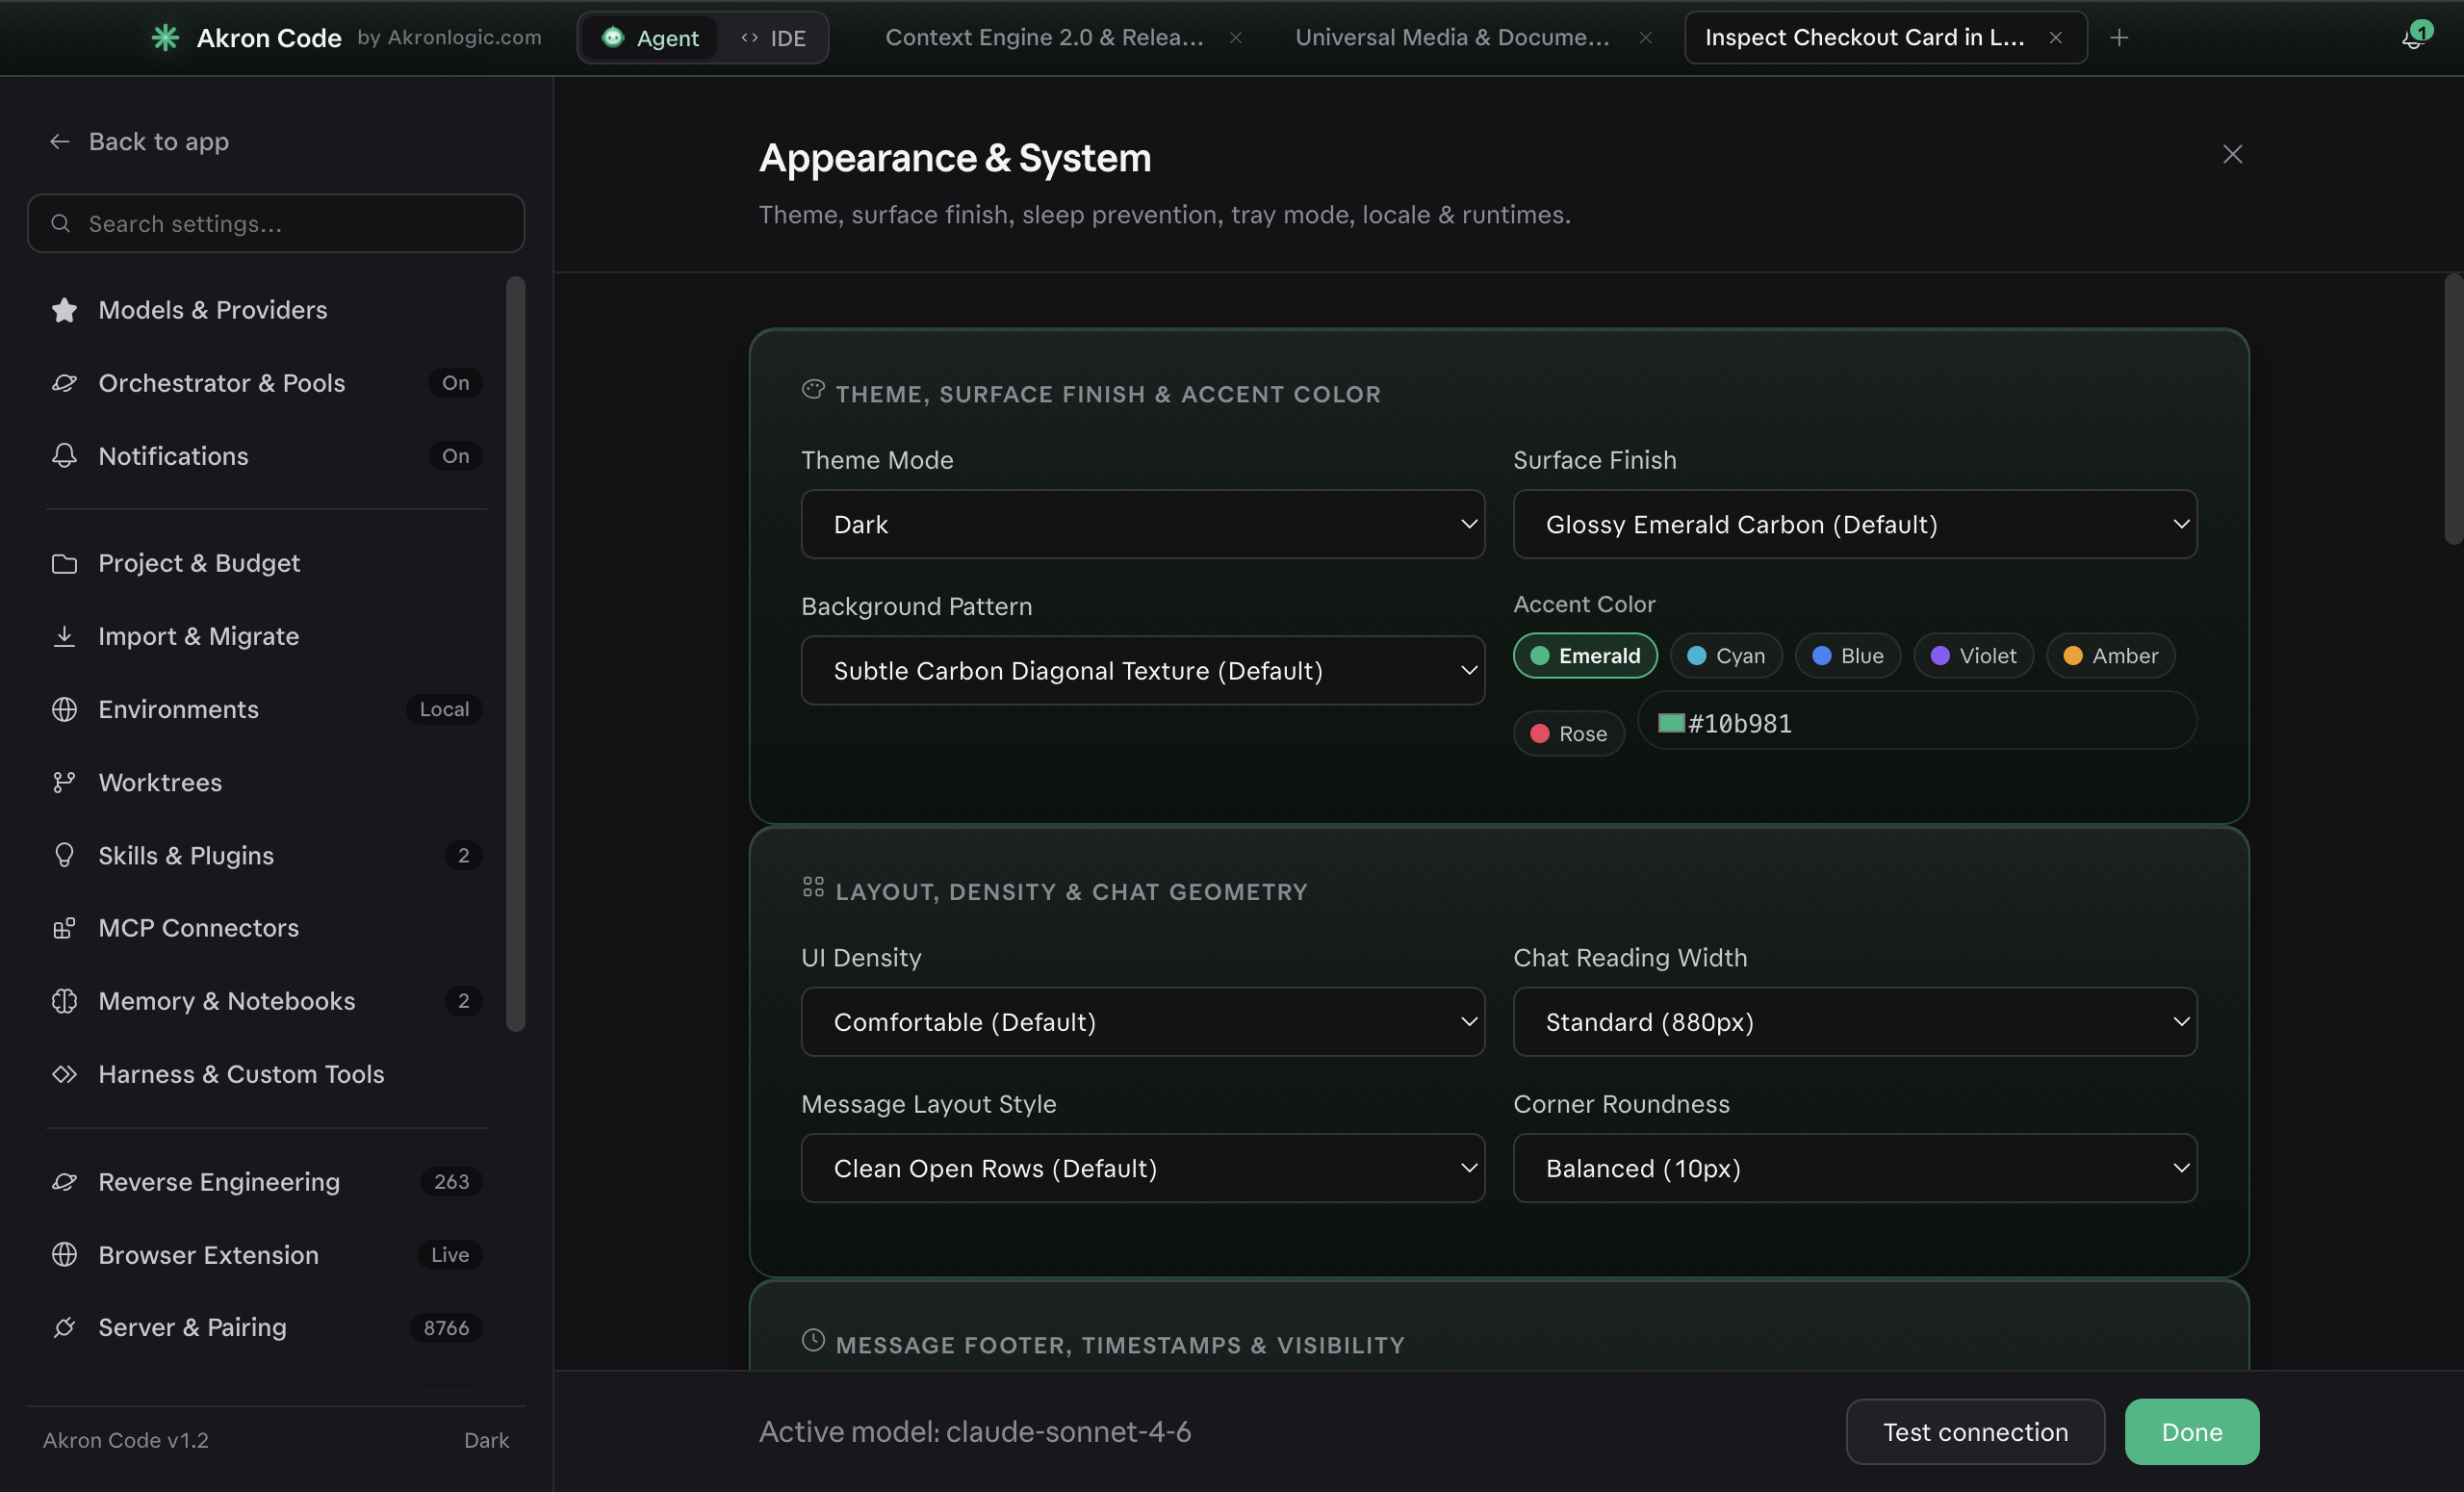 Akron Code by Akronlogic.com
Agent
IDE
Context Engine 2.0 & Relea...
Universal Media & Docume...
Inspect Checkout Card in L...
1
Back to app
Search settings...
Models & Providers
Orchestrator & Pools On
Notifications On
Project & Budget
Import & Migrate
Environments Local
Worktrees
Skills & Plugins 2
MCP Connectors
Memory & Notebooks 2
Harness & Custom Tools
Reverse Engineering 263
Browser Extension Live
Server & Pairing 8766
Akron Code v1.2 Dark
Appearance & System
Theme, surface finish, sleep prevention, tray mode, locale & runtimes.
THEME, SURFACE FINISH & ACCENT COLOR
Theme Mode
Dark
Surface Finish
Glossy Emerald Carbon (Default)
Background Pattern
Subtle Carbon Diagonal Texture (Default)
Accent Color
Emerald Cyan Blue Violet Amber
Rose #10b981
LAYOUT, DENSITY & CHAT GEOMETRY
UI Density
Comfortable (Default)
Chat Reading Width
Standard (880px)
Message Layout Style
Clean Open Rows (Default)
Corner Roundness
Balanced (10px)
MESSAGE FOOTER, TIMESTAMPS & VISIBILITY
Active model: claude-sonnet-4-6
Test connection
Done